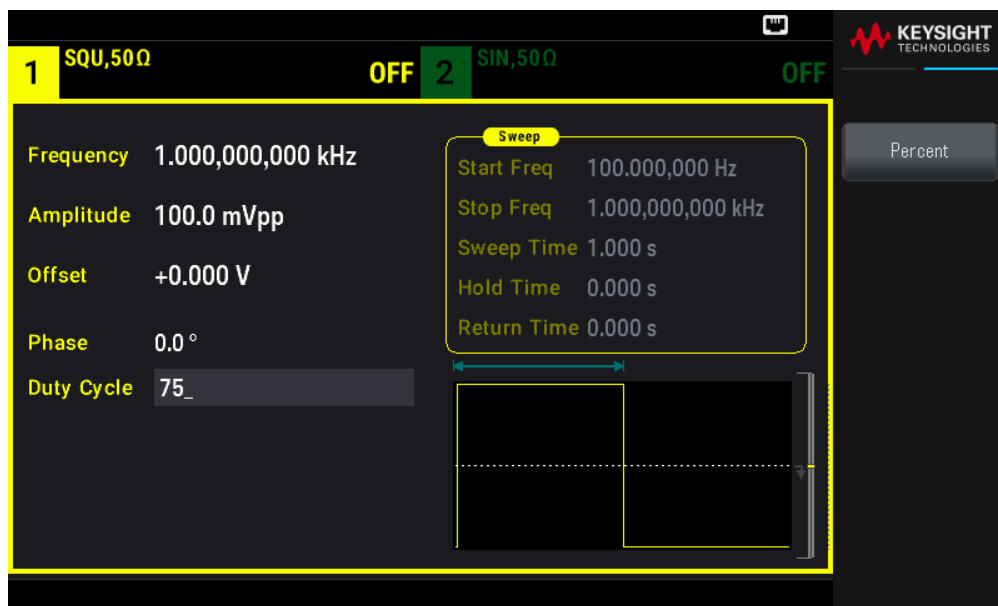 KEYSIGHT
TECHNOLOGIES
1 SQU,50Ω OFF 2 SIN,50Ω OFF
Frequency 1.000,000,000 kHz
Amplitude 100.0 mVpp
Offset +0.000 V
Phase 0.0 °
Duty Cycle 75_
Sweep
Start Freq 100.000,000 Hz
Stop Freq 1.000,000,000 kHz
Sweep Time 1.000 s
Hold Time 0.000 s
Return Time 0.000 s
Percent